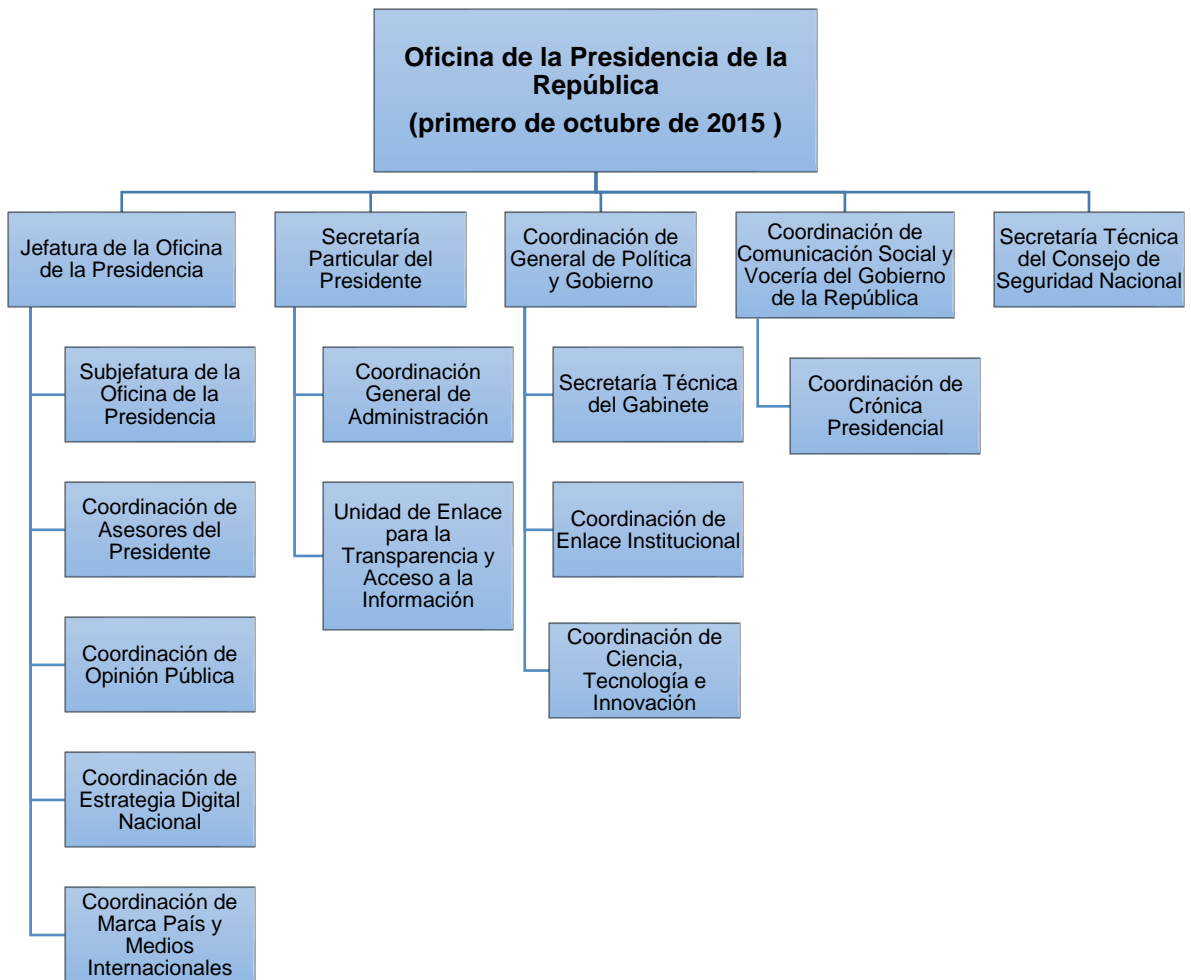 Oficina de la Presidencia de la
República
(primero de octubre de 2015 )
Jefatura de la Oficina
de la Presidencia
Subjefatura de la
Oficina de la
Presidencia
Coordinación de
Asesores del
Presidente
Coordinación de
Opinión Pública
Coordinación de
Estrategia Digital
Nacional
Coordinación de
Marca País y
Medios
Internacionales
Secretaría
Particular del
Presidente
Coordinación
General de
Administración
Unidad de Enlace
para la
Transparencia y
Acceso a la
Información
Coordinación de
General de Política
y Gobierno
Secretaría Técnica
del Gabinete
Coordinación de
Enlace Institucional
Coordinación de
Ciencia,
Tecnología e
Innovación
Coordinación de
Comunicación Social y
Vocería del Gobierno
de la República
Coordinación de
Crónica
Presidencial
Secretaría Técnica
del Consejo de
Seguridad Nacional